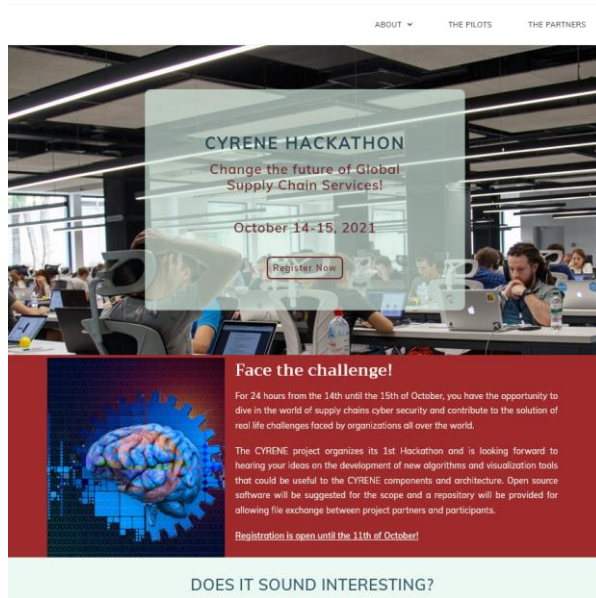 ABOUT
THE PILOTS
THE PARTNERS
CYRENE HACKATHON
Change the future of Global
Supply Chain Services!
October 14-15, 2021
Register Now
Face the challenge!
For 24 hours from the 14th until the 15th of October, you have the opportunity to
dive in the world of supply chains cyber security and contribute to the solution of
real life challenges faced by organizations all over the world.
The CYRENE project organizes its 1st Hackathon and is looking forward to
hearing your ideas on the development of new algorithms and visualization tools
that could be useful to the CYRENE components and architecture. Open source
software will be suggested for the scope and a repository will be provided for
allowing file exchange between project partners and participants.
Registration is open until the 11th of October!
DOES IT SOUND INTERESTING?